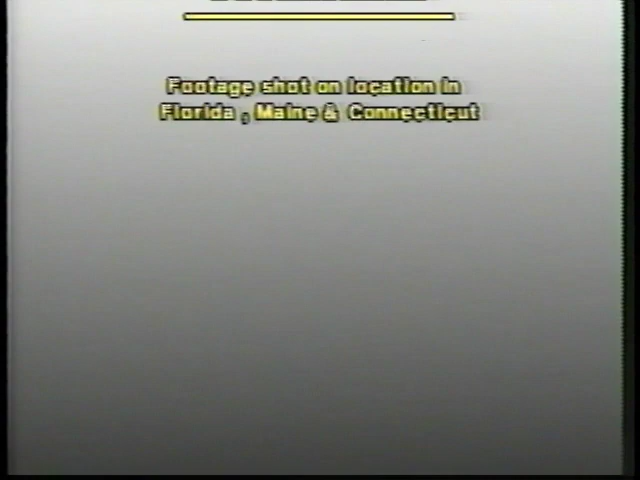 Footage shot on location in
Florida , Maine & Connecticut